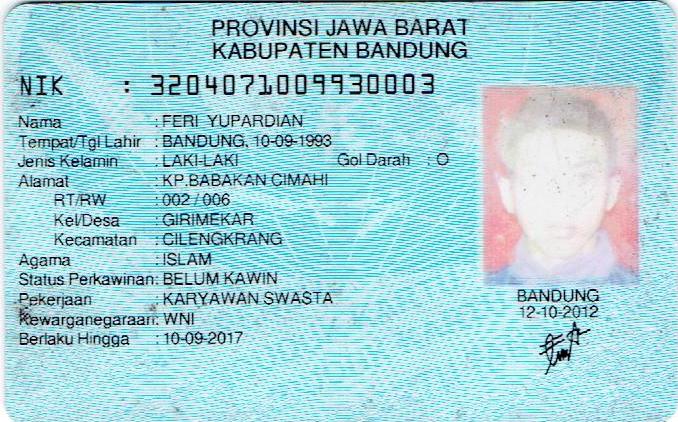 PROVINSI JAWA BARAT
KABUPATEN BANDUNG
NIK : 3204071009930003
Nama : FERI YUPARDIAN
Tempat/Tgl Lahir : BANDUNG, 10-09-1993
Jenis Kelamin : LAKI-LAKI Gol Darah : O
Alamat : KP.BABAKAN CIMAHI
RT/RW : 002 / 006
Kel/Desa : GIRIMEKAR
Kecamatan : CILENGKRANG
Agama : ISLAM
Status Perkawinan: BELUM KAWIN
Pekerjaan : KARYAWAN SWASTA
Kewarganegaraan: WNI
Berlaku Hingga : 10-09-2017
BANDUNG
12-10-2012